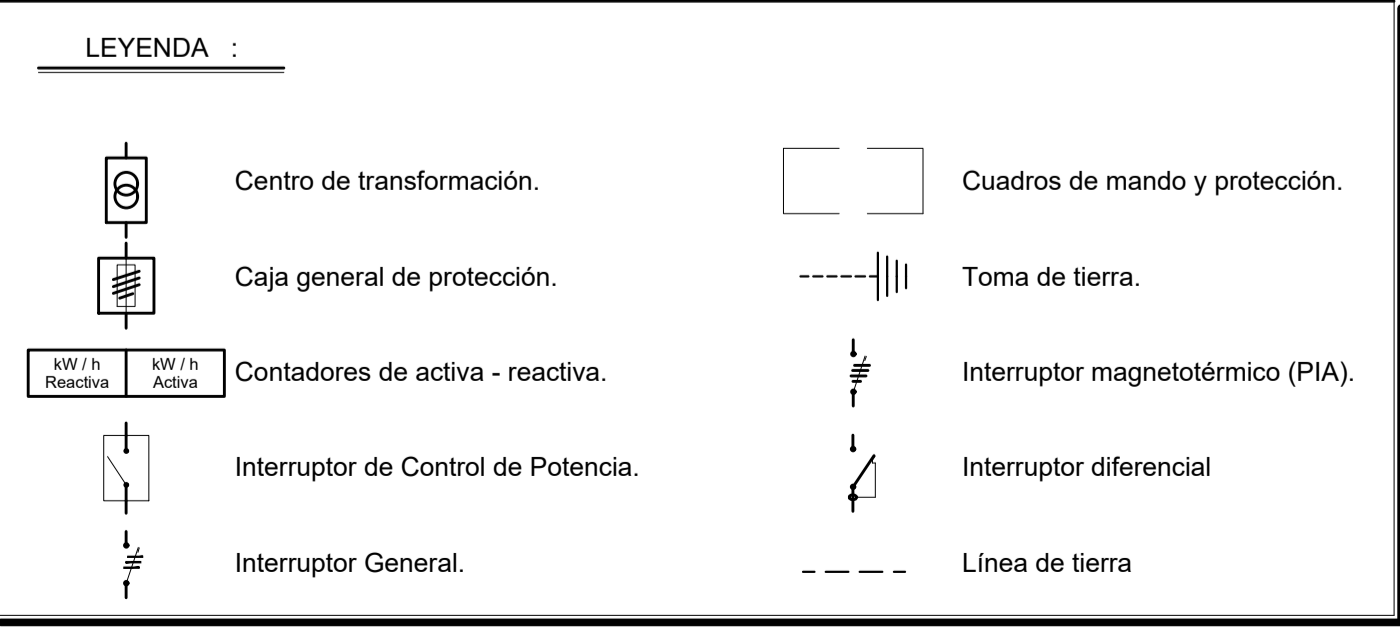 LEYENDA :
Centro de transformación.
Caja general de protección.
kW / h
Reactiva
kW / h
Activa
Contadores de activa - reactiva.
Interruptor de Control de Potencia.
Interruptor General.
Cuadros de mando y protección.
Toma de tierra.
Interruptor magnetotérmico (PIA).
Interruptor diferencial
Línea de tierra